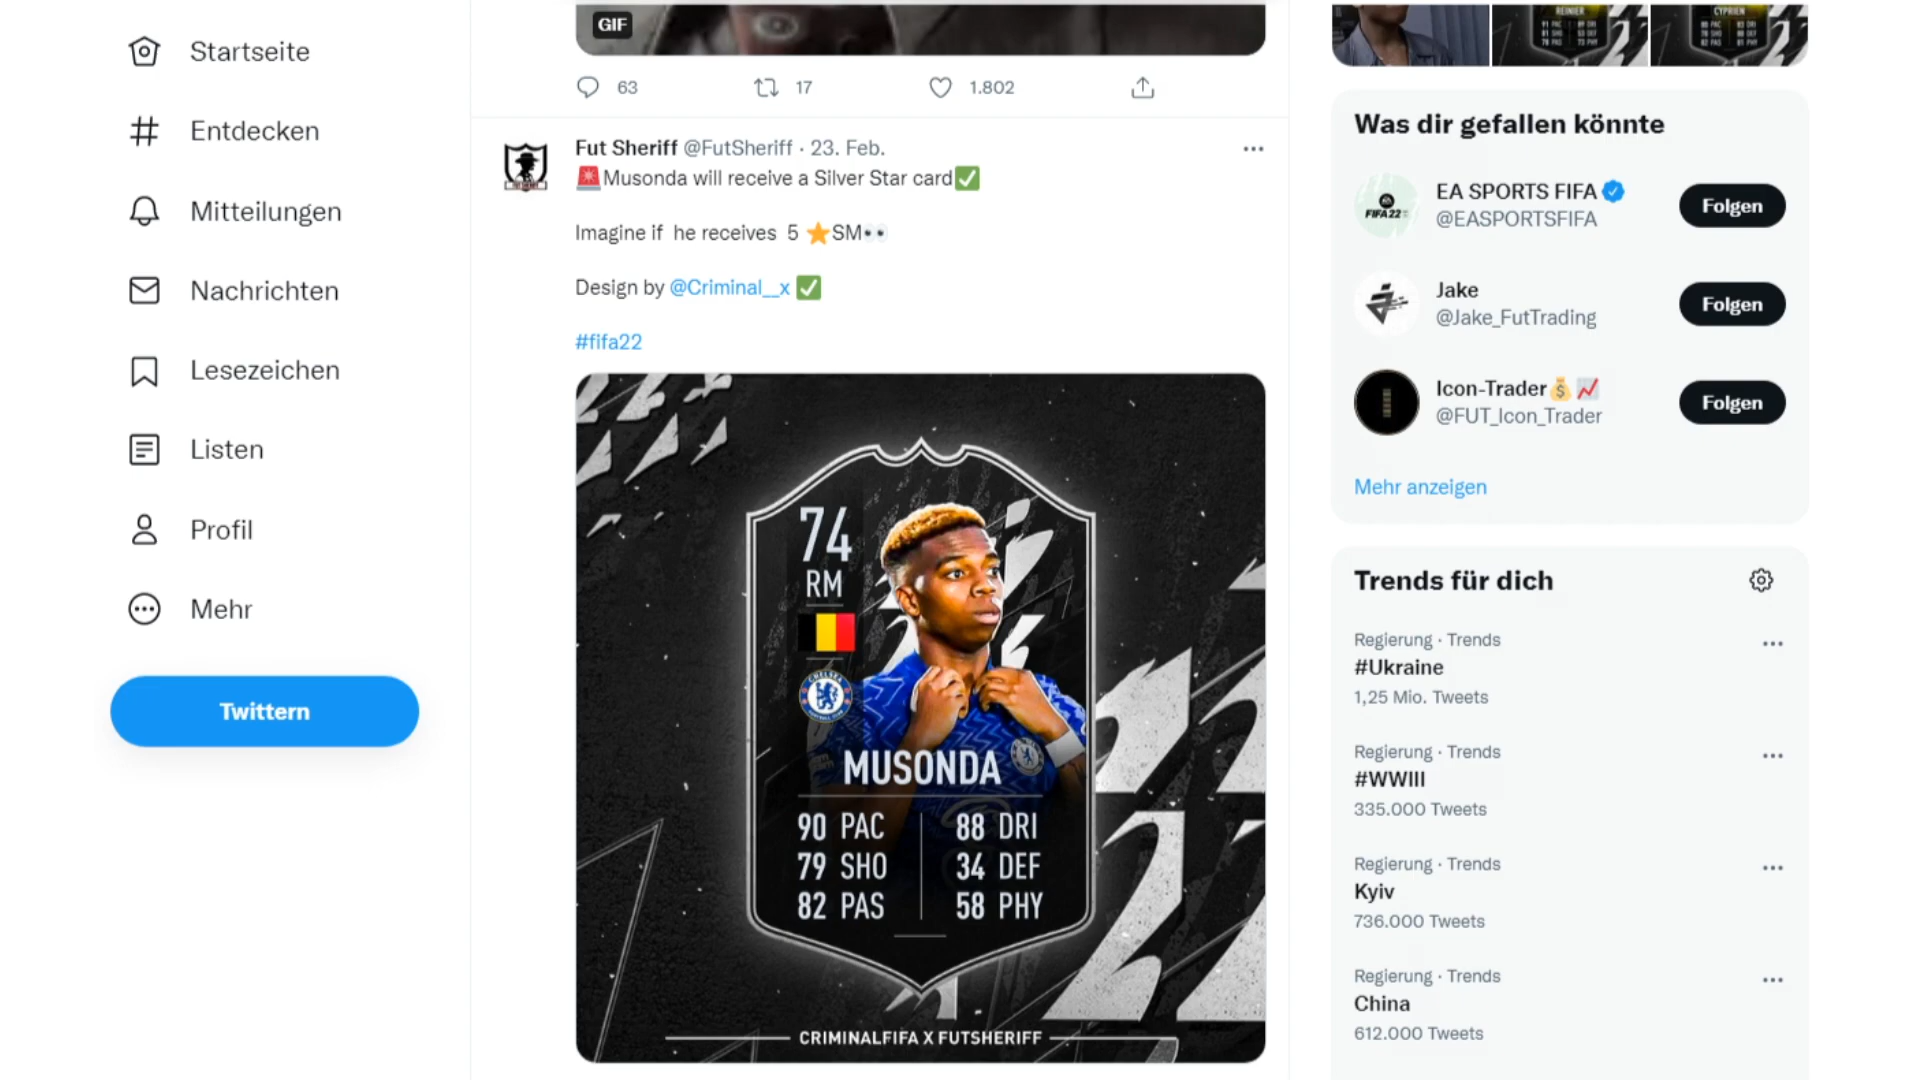 Startseite
Entdecken
Mitteilungen
Nachrichten
Lesezeichen
Listen
Profil
Mehr
Twittern
GIF
63 17 1.802
Fut Sheriff @FutSheriff · 23. Feb.
🚨Musonda will receive a Silver Star card✅
Imagine if he receives 5 ⭐SM👀
Design by @Criminal__x ✅
#fifa22
74
RM
MUSONDA
90 PAC 88 DRI
79 SHO 34 DEF
82 PAS 58 PHY
CRIMINALFIFA X FUTSHERIFF
REINIER
CYPRIEN
Was dir gefallen könnte
EA SPORTS FIFA
@EASPORTSFIFA
Folgen
FIFA 22
Jake
@Jake_FutTrading
Folgen
Icon-Trader💰📈
@FUT_Icon_Trader
Folgen
Mehr anzeigen
Trends für dich
Regierung · Trends
#Ukraine
1,25 Mio. Tweets
Regierung · Trends
#WWIII
335.000 Tweets
Regierung · Trends
Kyiv
736.000 Tweets
Regierung · Trends
China
612.000 Tweets